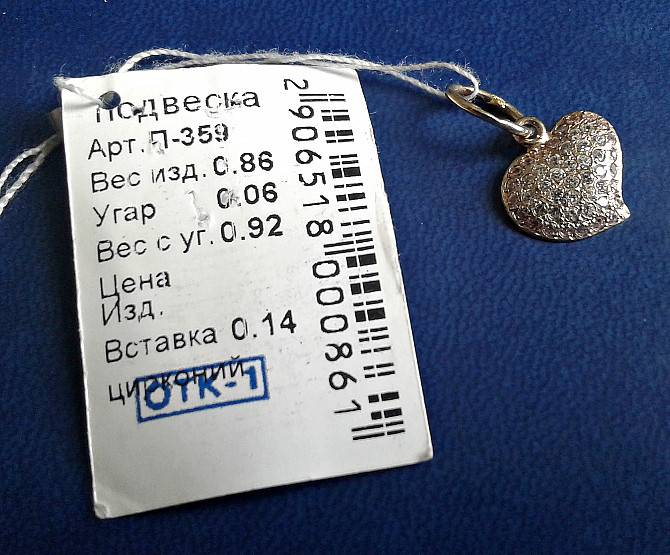 Подвеска
Арт. П-359
Вес изд. 0.86
Угар 0.06
Вес с уг. 0.92
Цена
Изд.
Вставка 0.14
цирконий
ОТК-1
2906518000861